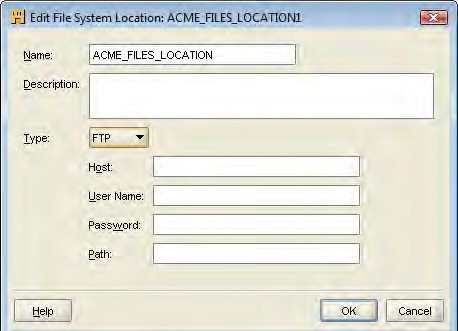 Edit File System Location: ACME_FILES_LOCATION1
Name: ACME_FILES_LOCATION
Description:
Type: FTP
Host:
User Name:
Password:
Path:
Help OK Cancel